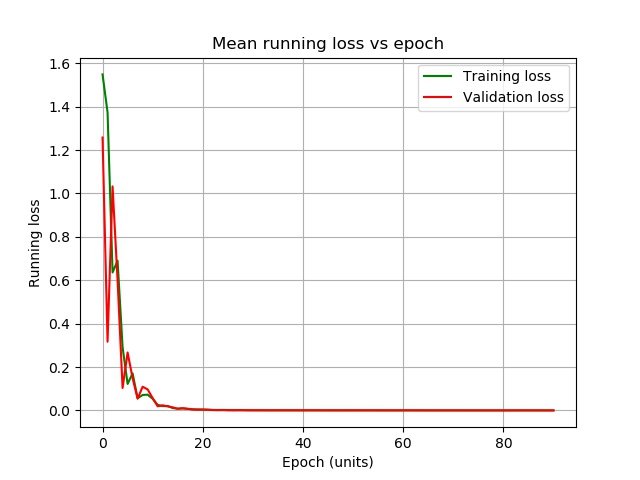 Mean running loss vs epoch
Training loss
Validation loss
Running loss
1.6
1.4
1.2
1.0
0.8
0.6
0.4
0.2
0.0
0 20 40 60 80
Epoch (units)